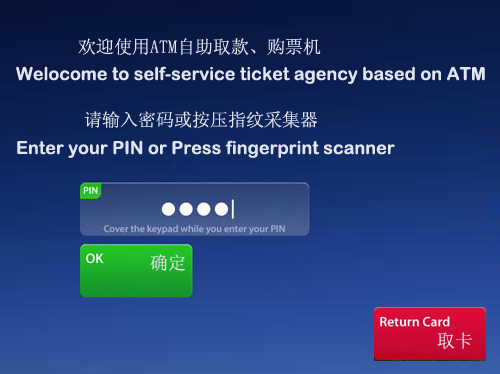 欢迎使用ATM自助取款、购票机
Welocome to self-service ticket agency based on ATM
请输入密码或按压指纹采集器
Enter your PIN or Press fingerprint scanner
PIN
●●●●
Cover the keypad while you enter your PIN
OK 确定
Return Card
取卡